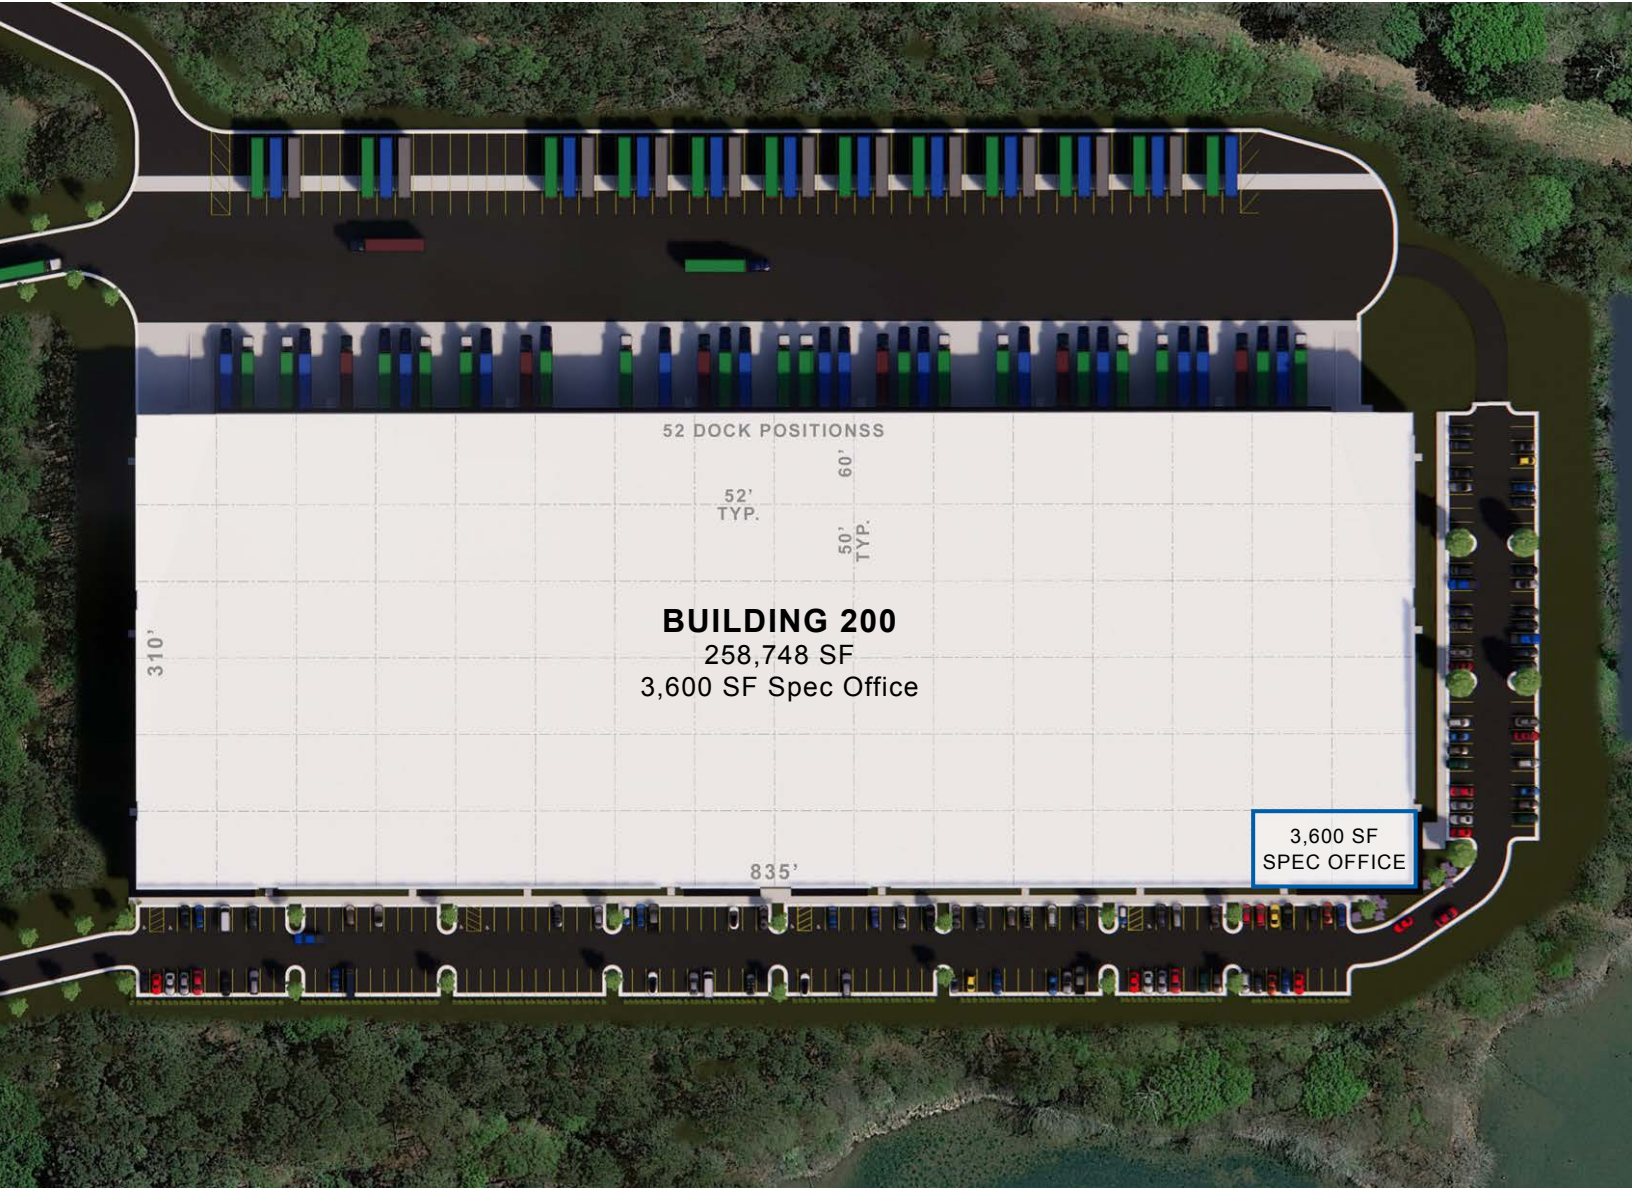 52 DOCK POSITIONSS
60'
52'
TYP.
50'
TYP.
BUILDING 200
258,748 SF
3,600 SF Spec Office
310'
3,600 SF
SPEC OFFICE
835'